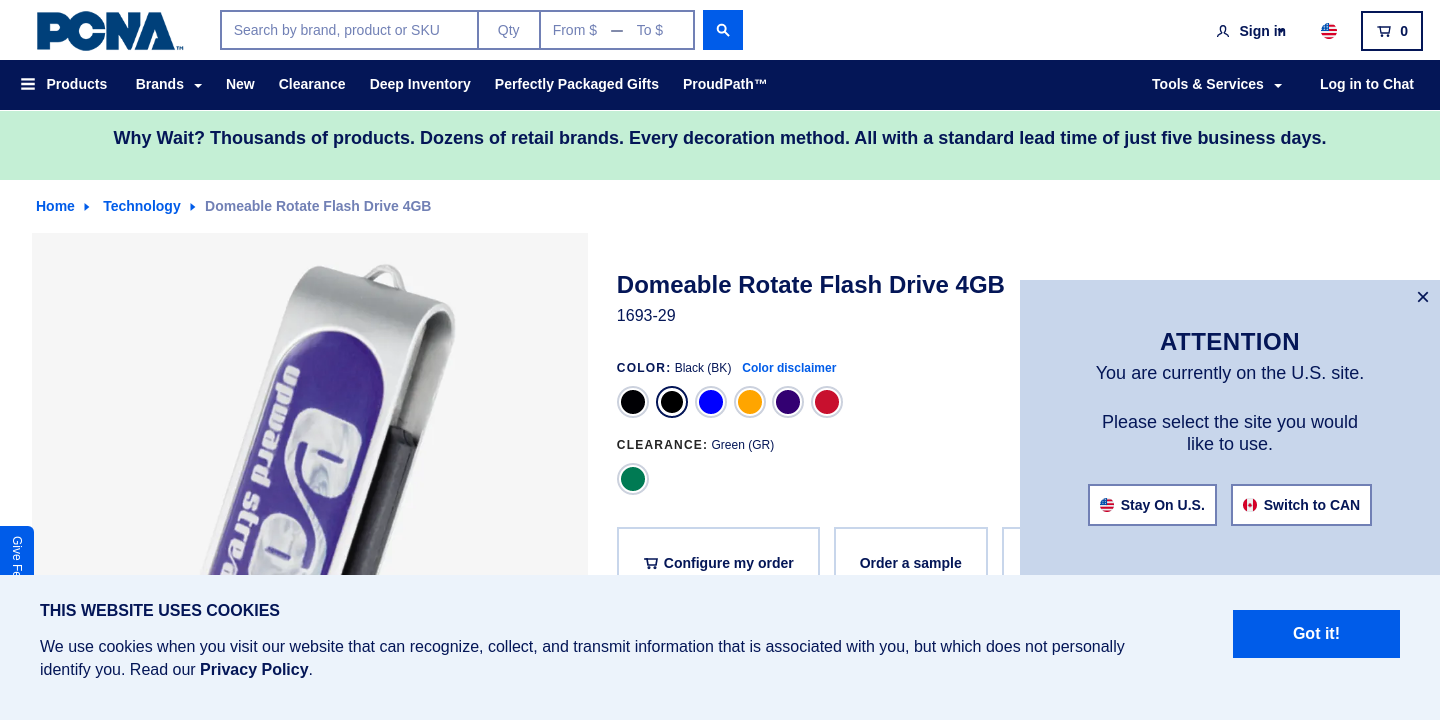 PCNA™
Search by brand, product or SKU
Qty
From $ — To $
Sign in
0
Products
Brands
New
Clearance
Deep Inventory
Perfectly Packaged Gifts
ProudPath™
Tools & Services
Log in to Chat
Why Wait? Thousands of products. Dozens of retail brands. Every decoration method. All with a standard lead time of just five business days.
Home
Technology
Domeable Rotate Flash Drive 4GB
upward
Domeable Rotate Flash Drive 4GB
1693-29
COLOR: Black (BK) Color disclaimer
CLEARANCE: Green (GR)
Configure my order
Order a sample
×
ATTENTION
You are currently on the U.S. site.
Please select the site you would
like to use.
Stay On U.S.
Switch to CAN
Give
THIS WEBSITE USES COOKIES
We use cookies when you visit our website that can recognize, collect, and transmit information that is associated with you, but which does not personally
identify you. Read our Privacy Policy.
Got it!